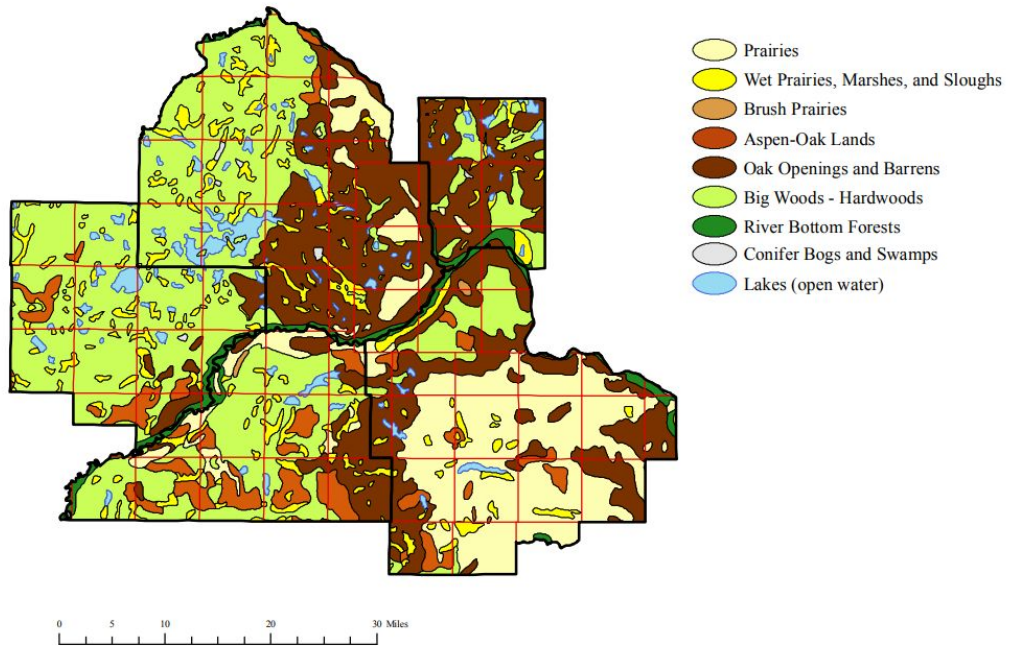 Prairies
Wet Prairies, Marshes, and Sloughs
Brush Prairies
Aspen-Oak Lands
Oak Openings and Barrens
Big Woods - Hardwoods
River Bottom Forests
Conifer Bogs and Swamps
Lakes (open water)
0 5 10 20 30 Miles